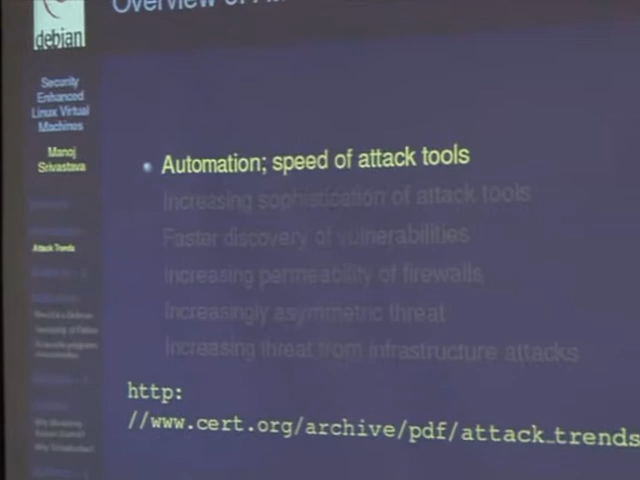 Overview of
debian
Security
Enhanced
Linux Virtual
Machines
Manoj
Srivastava
Attack Trends
Automation; speed of attack tools
Increasing sophistication of attack tools
Faster discovery of vulnerabilities
Increasing permeability of firewalls
Increasingly asymmetric threat
Increasing threat from infrastructure attacks
http:
//www.cert.org/archive/pdf/attack_trends